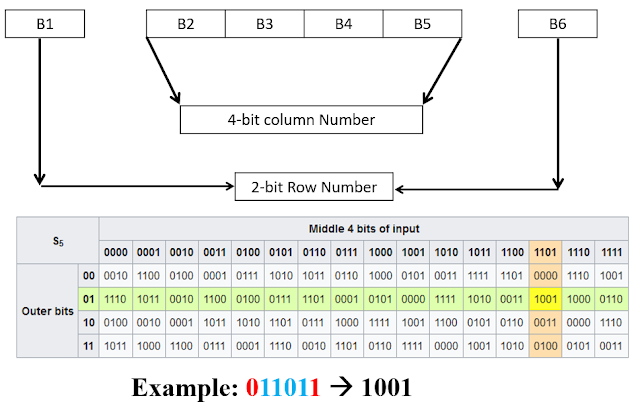 B1 B2 B3 B4 B5 B6
4-bit column Number
2-bit Row Number
S5 Middle 4 bits of input
0000 0001 0010 0011 0100 0101 0110 0111 1000 1001 1010 1011 1100 1101 1110 1111
00 0010 1100 0100 0001 0111 1010 1011 0110 1000 0101 0011 1111 1101 0000 1110 1001
Outer bits 01 1110 1011 0010 1100 0100 0111 1101 0001 0101 0000 1111 1010 0011 1001 1000 0110
10 0100 0010 0001 1011 1010 1101 0111 1000 1111 1001 1100 0101 0110 0011 0000 1110
11 1011 1000 1100 0111 0001 1110 0010 1101 0110 1111 0000 1001 1010 0100 0101 0011
Example: 011011 → 1001